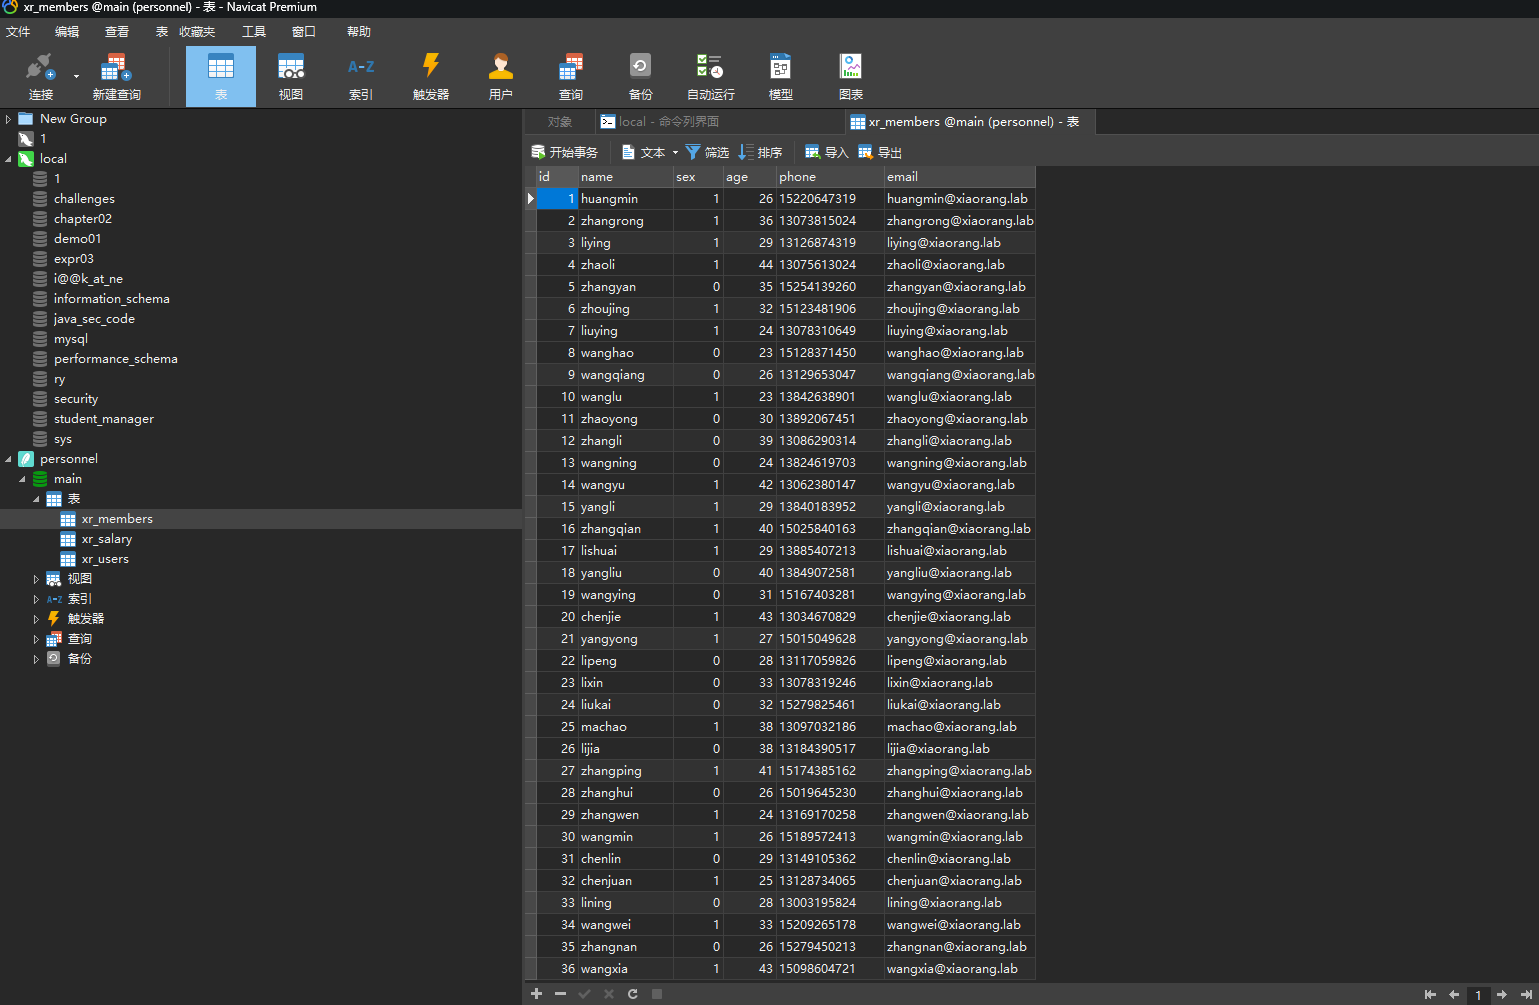 xr_members @main (personnel) - 表 - Navicat Premium
文件 编辑 查看 表 收藏夹 工具 窗口 帮助
连接 新建查询 表 视图 A-Z 索引 触发器 用户 查询 备份 自动运行 模型 图表
New Group
1
local
1
challenges
chapter02
demo01
expr03
i@@k_at_ne
information_schema
java_sec_code
mysql
performance_schema
ry
security
student_manager
sys
personnel
main
表
xr_members
xr_salary
xr_users
视图
A-Z 索引
触发器
查询
备份
对象 local - 命令列界面 xr_members @main (personnel) - 表
开始事务 文本 筛选 排序 导入 导出
id name sex age phone email
1 huangmin 1 26 15220647319 huangmin@xiaorang.lab
2 zhangrong 1 36 13073815024 zhangrong@xiaorang.lab
3 liying 1 29 13126874319 liying@xiaorang.lab
4 zhaoli 1 44 13075613024 zhaoli@xiaorang.lab
5 zhangyan 0 35 15254139260 zhangyan@xiaorang.lab
6 zhoujing 1 32 15123481906 zhoujing@xiaorang.lab
7 liuying 1 24 13078310649 liuying@xiaorang.lab
8 wanghao 0 23 15128371450 wanghao@xiaorang.lab
9 wangqiang 0 26 13129653047 wangqiang@xiaorang.lab
10 wanglu 1 23 13842638901 wanglu@xiaorang.lab
11 zhaoyong 0 30 13892067451 zhaoyong@xiaorang.lab
12 zhangli 0 39 13086290314 zhangli@xiaorang.lab
13 wangning 0 24 13824619703 wangning@xiaorang.lab
14 wangyu 1 42 13062380147 wangyu@xiaorang.lab
15 yangli 1 29 13840183952 yangli@xiaorang.lab
16 zhangqian 1 40 15025840163 zhangqian@xiaorang.lab
17 lishuai 1 29 13885407213 lishuai@xiaorang.lab
18 yangliu 0 40 13849072581 yangliu@xiaorang.lab
19 wangying 0 31 15167403281 wangying@xiaorang.lab
20 chenjie 1 43 13034670829 chenjie@xiaorang.lab
21 yangyong 1 27 15015049628 yangyong@xiaorang.lab
22 lipeng 0 28 13117059826 lipeng@xiaorang.lab
23 lixin 0 33 13078319246 lixin@xiaorang.lab
24 liukai 0 32 15279825461 liukai@xiaorang.lab
25 machao 1 38 13097032186 machao@xiaorang.lab
26 lijia 0 38 13184390517 lijia@xiaorang.lab
27 zhangping 1 41 15174385162 zhangping@xiaorang.lab
28 zhanghui 0 26 15019645230 zhanghui@xiaorang.lab
29 zhangwen 1 24 13169170258 zhangwen@xiaorang.lab
30 wangmin 1 26 15189572413 wangmin@xiaorang.lab
31 chenlin 0 29 13149105362 chenlin@xiaorang.lab
32 chenjuan 1 25 13128734065 chenjuan@xiaorang.lab
33 lining 0 28 13003195824 lining@xiaorang.lab
34 wangwei 1 33 15209265178 wangwei@xiaorang.lab
35 zhangnan 0 26 15279450213 zhangnan@xiaorang.lab
36 wangxia 1 43 15098604721 wangxia@xiaorang.lab
1